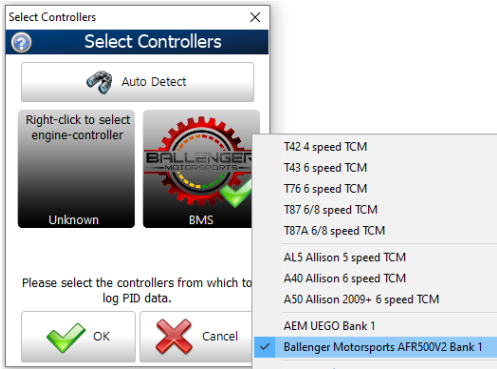 Select Controllers
Select Controllers
Auto Detect
Right-click to select
engine-controller
Unknown
BALLENGER
MOTORSPORTS
BMS
T42 4 speed TCM
T43 6 speed TCM
T76 6 speed TCM
T87 6/8 speed TCM
T87A 6/8 speed TCM
AL5 Allison 5 speed TCM
A40 Allison 6 speed TCM
A50 Allison 2009+ 6 speed TCM
AEM UEGO Bank 1
Ballenger Motorsports AFR500V2 Bank 1
Please select the controllers from which to
log PID data.
OK
Cancel